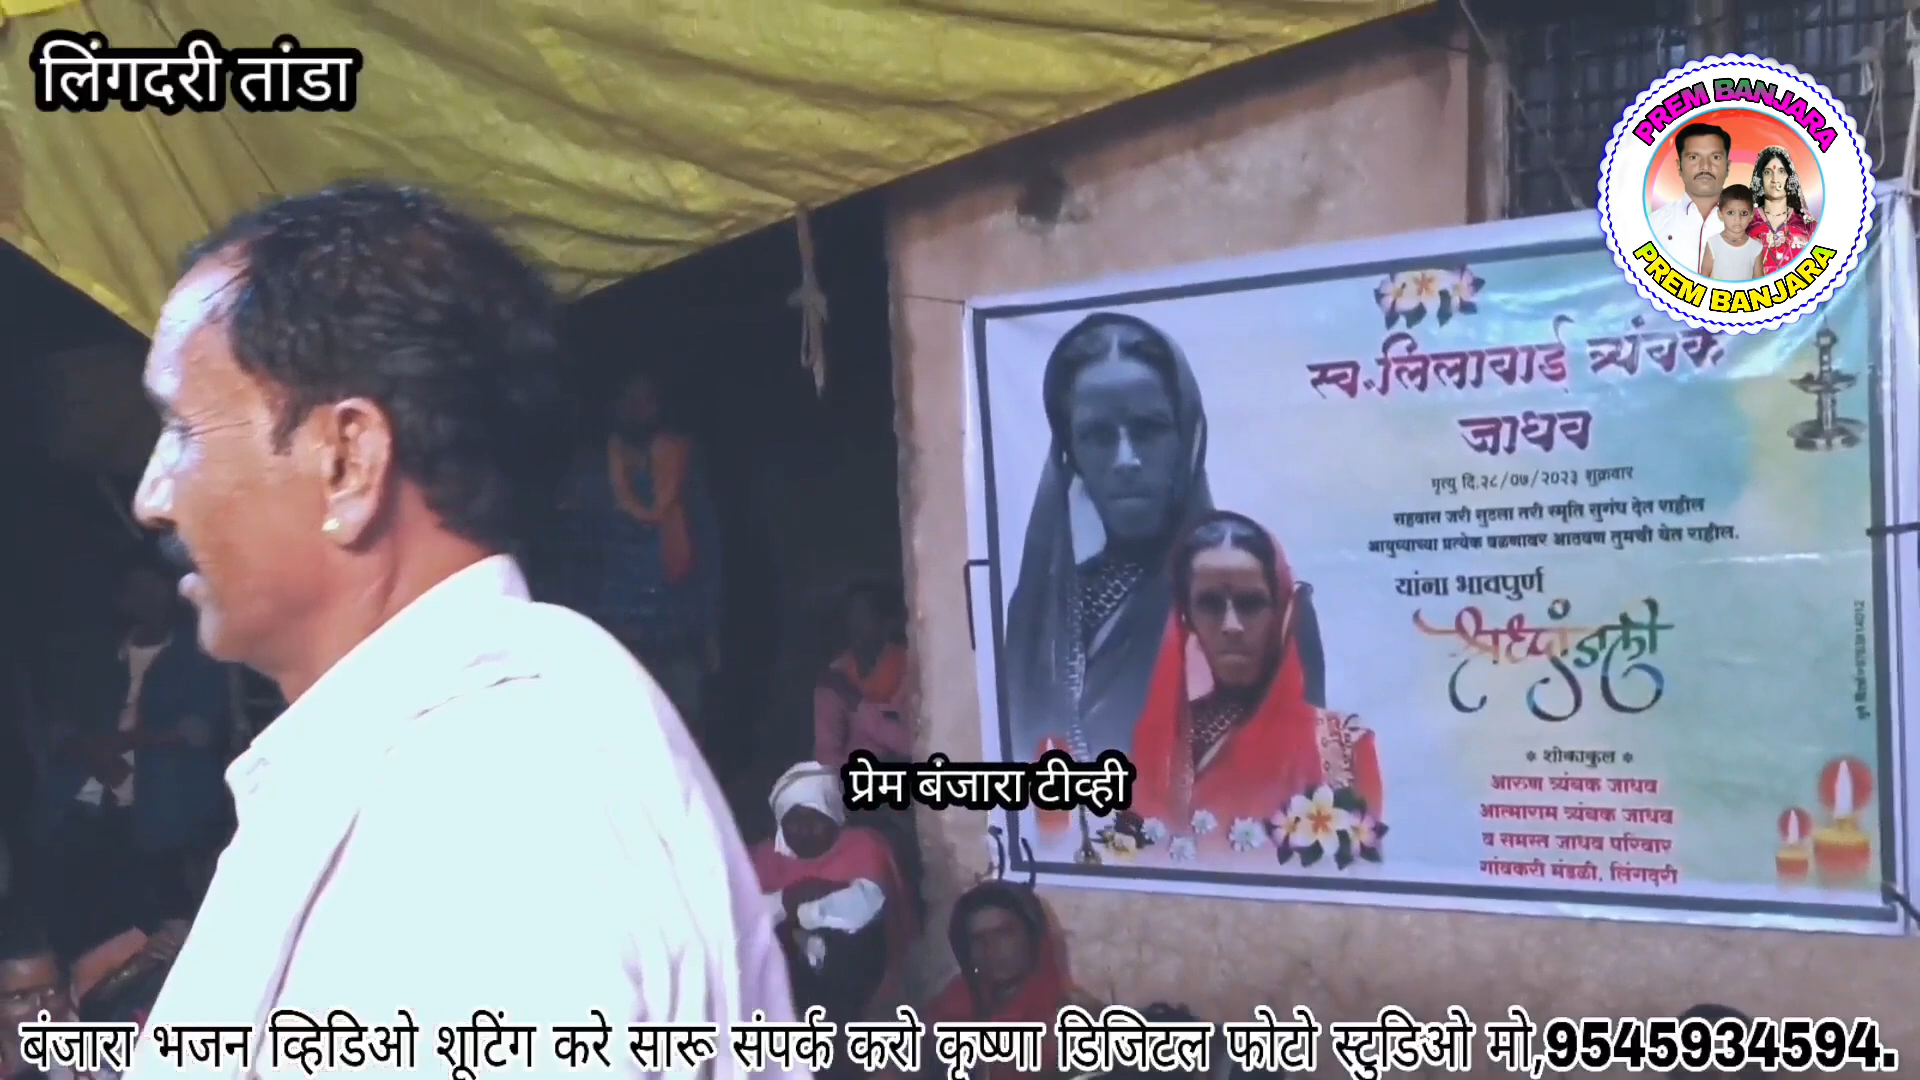 लिंगदरी तांडा
PREM BANJARA
PREM BANJARA
स्व.लिलाबाई त्र्यंबक
जाधव
मृत्यु दि.२८/०७/२०२३ शुक्रवार
सहवास जरी सुटला तरी स्मृति सुगंध देत राहील
आयुष्याच्या प्रत्येक वळणावर आठवण तुमची येत राहील.
यांना भावपुर्ण
श्रध्दांजली
* शोकाकुल *
आरुण त्र्यंबक जाधव
आत्माराम त्र्यंबक जाधव
व समस्त जाधव परिवार
गांवकरी मंडळी, लिंगदरी
प्रेम बंजारा टीव्ही
बंजारा भजन व्हिडिओ शूटिंग करे सारू संपर्क करो कृष्णा डिजिटल फोटो स्टुडिओ मो,9545934594.